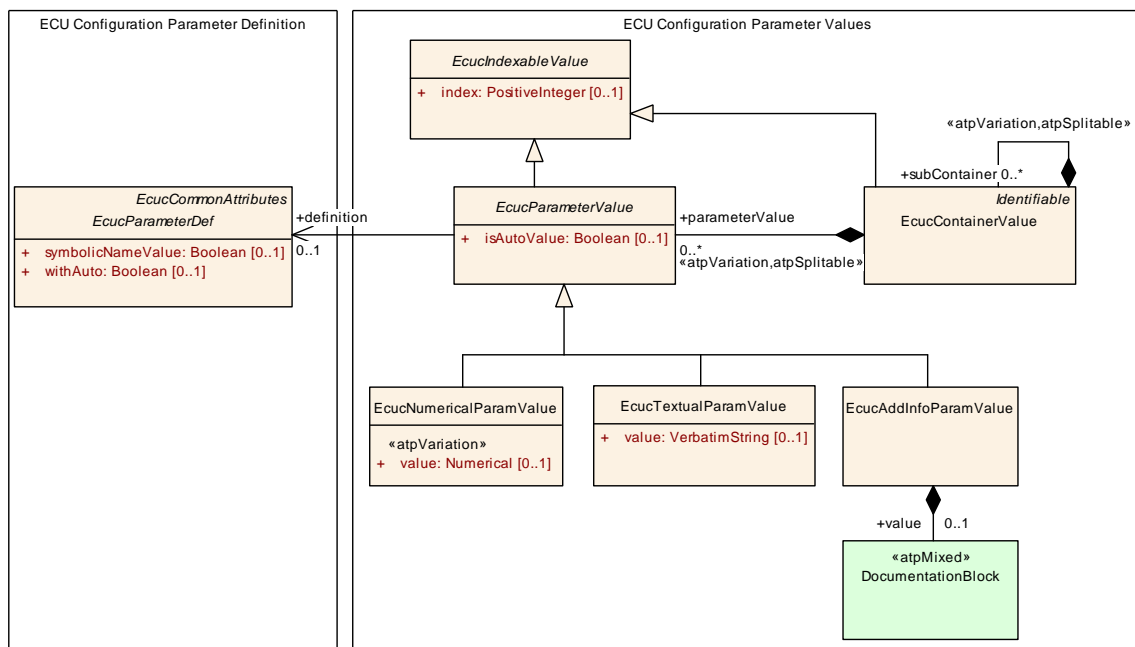 ECU Configuration Parameter Definition
ECU Configuration Parameter Values
EcucIndexableValue
+ index: PositiveInteger [0..1]
«atpVariation,atpSplitable»
+subContainer 0..*
EcucCommonAttributes
EcucParameterDef
+ symbolicNameValue: Boolean [0..1]
+ withAuto: Boolean [0..1]
+definition
0..1
EcucParameterValue
+ isAutoValue: Boolean [0..1]
+parameterValue
0..*
«atpVariation,atpSplitable»
Identifiable
EcucContainerValue
EcucNumericalParamValue
«atpVariation»
+ value: Numerical [0..1]
EcucTextualParamValue
+ value: VerbatimString [0..1]
EcucAddInfoParamValue
+value 0..1
«atpMixed»
DocumentationBlock